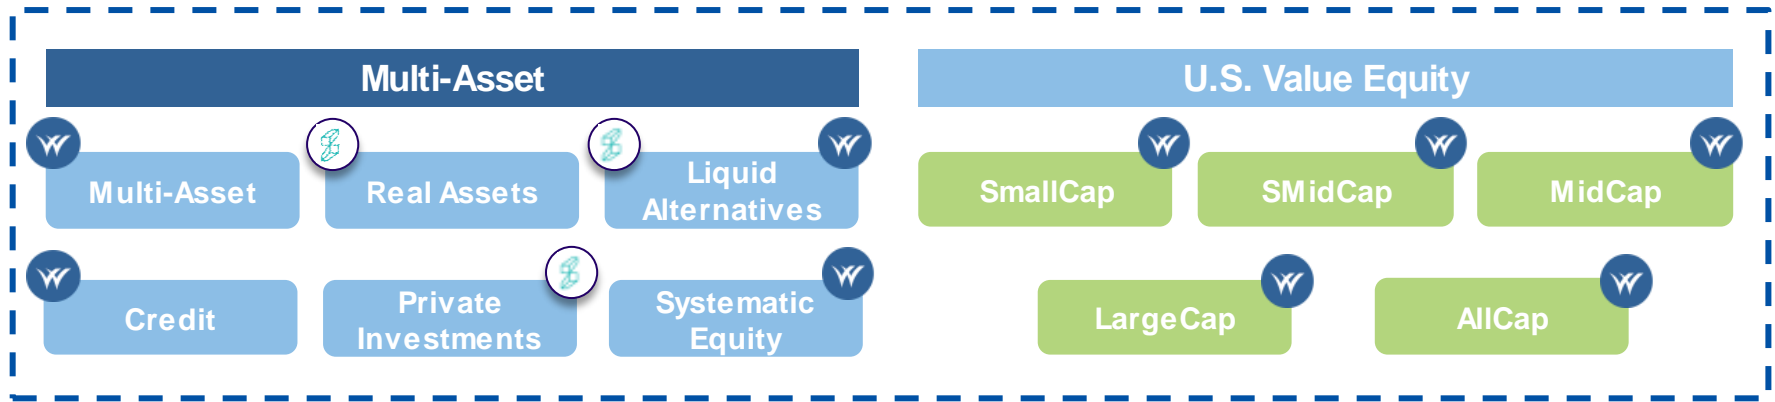 Multi-Asset
U.S. Value Equity
Multi-Asset
Real Assets
Liquid
Alternatives
SmallCap
SMidCap
MidCap
Credit
Private
Investments
Systematic
Equity
LargeCap
AllCap